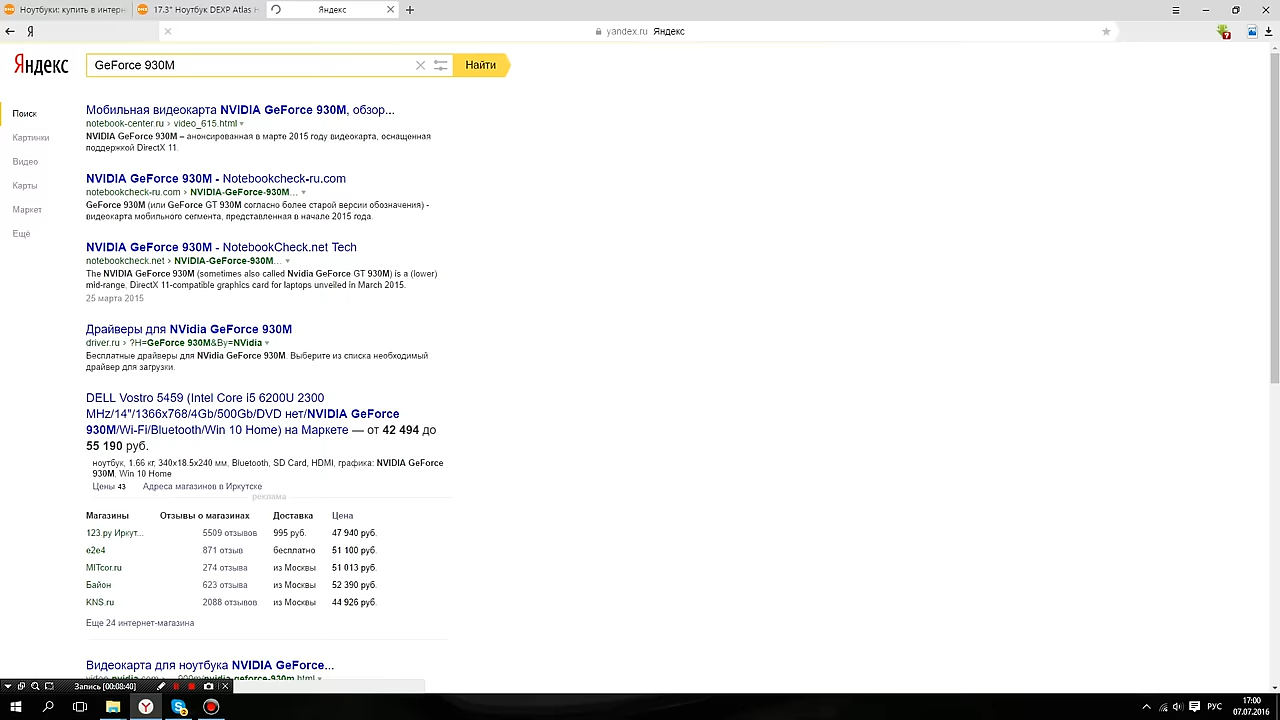 Ноутбуки: купить в интерн
17.3" Ноутбук DEXP Atlas H
Яндекс
Я
yandex.ru Яндекс
Яндекс
GeForce 930M
Найти
Поиск
Картинки
Видео
Карты
Маркет
Ещё
Мобильная видеокарта NVIDIA GeForce 930M, обзор...
notebook-center.ru › video_615.html
NVIDIA GeForce 930M – анонсированная в марте 2015 году видеокарта, оснащенная
поддержкой DirectX 11.
NVIDIA GeForce 930M - Notebookcheck-ru.com
notebookcheck-ru.com › NVIDIA-GeForce-930M...
GeForce 930M (или GeForce GT 930M согласно более старой версии обозначения) -
видеокарта мобильного сегмента, представленная в начале 2015 года.
NVIDIA GeForce 930M - NotebookCheck.net Tech
notebookcheck.net › NVIDIA-GeForce-930M...
The NVIDIA GeForce 930M (sometimes also called Nvidia GeForce GT 930M) is a (lower)
mid-range, DirectX 11-compatible graphics card for laptops unveiled in March 2015.
25 марта 2015
Драйверы для NVidia GeForce 930M
driver.ru › ?H=GeForce 930M&By=NVidia
Бесплатные драйверы для NVidia GeForce 930M. Выберите из списка необходимый
драйвер для загрузки.
DELL Vostro 5459 (Intel Core i5 6200U 2300
MHz/14"/1366x768/4Gb/500Gb/DVD нет/NVIDIA GeForce
930M/Wi-Fi/Bluetooth/Win 10 Home) на Маркете — от 42 494 до
55 190 руб.
ноутбук, 1.66 кг, 340x18.5x240 мм, Bluetooth, SD Card, HDMI, графика: NVIDIA GeForce
930M, Win 10 Home
Цены 43 Адреса магазинов в Иркутске
реклама
Магазины Отзывы о магазинах Доставка Цена
123.ру Иркут... 5509 отзывов 995 руб. 47 940 руб.
e2e4 871 отзыв бесплатно 51 100 руб.
MITcor.ru 274 отзыва из Москвы 51 013 руб.
Байон 623 отзыва из Москвы 52 390 руб.
KNS.ru 2088 отзывов из Москвы 44 926 руб.
Еще 24 интернет-магазина
Видеокарта для ноутбука NVIDIA GeForce...
Запись [00:08:40]
РУС
17:00
07.07.2016